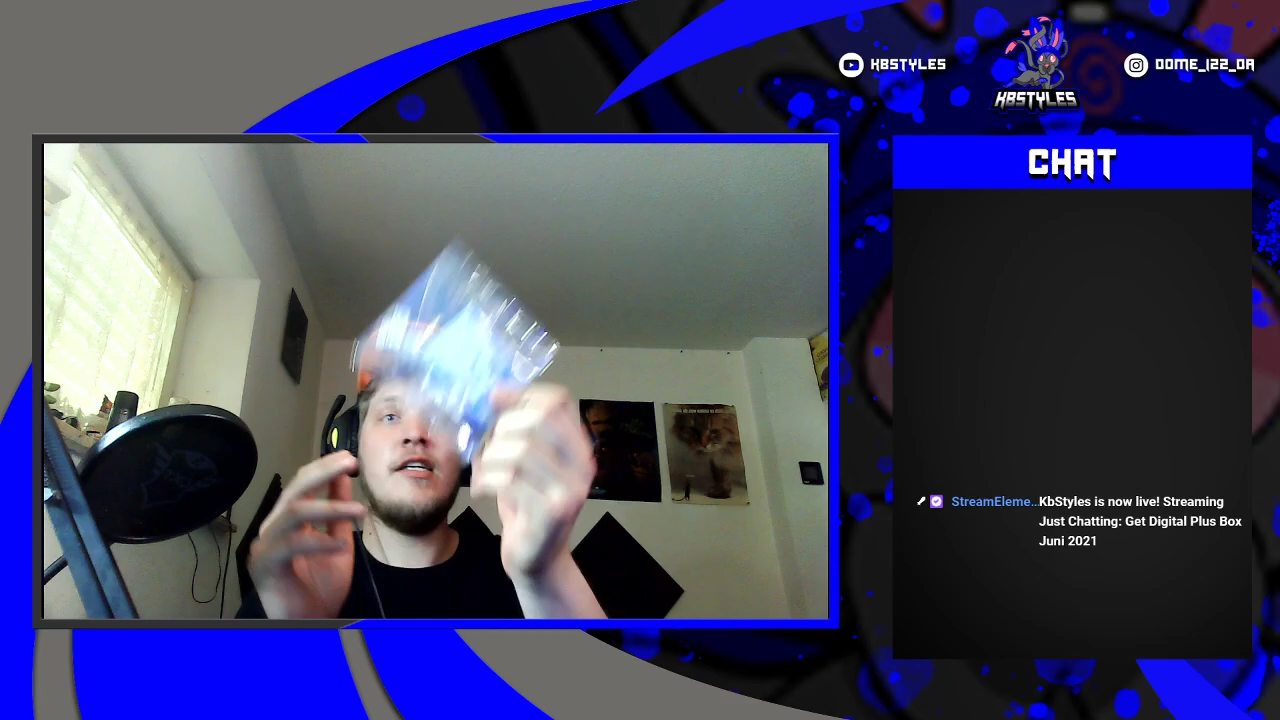 KBSTYLES
KBSTYLES
DOME_122_DA
CHAT
StreamEleme...KbStyles is now live! Streaming
Just Chatting: Get Digital Plus Box
Juni 2021